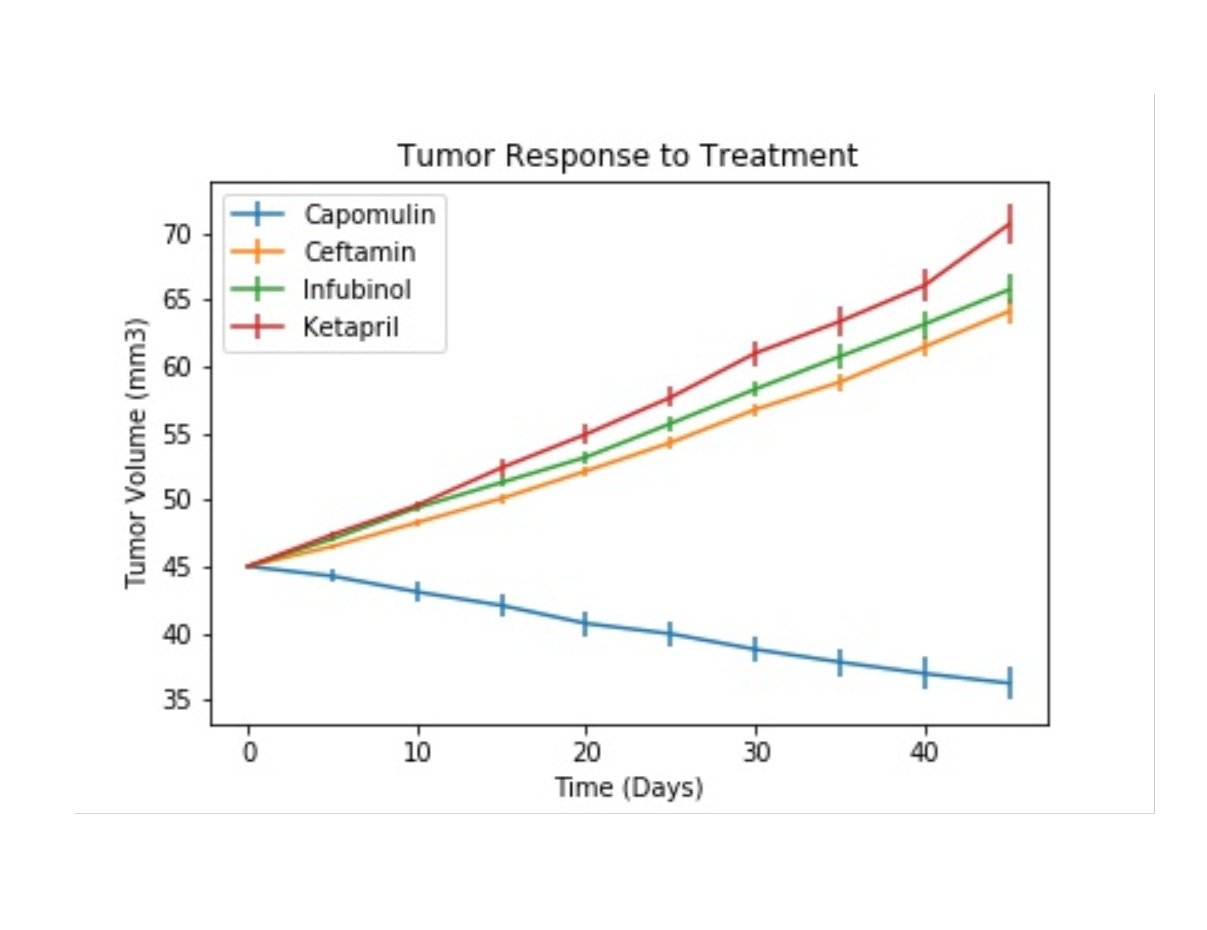 Tumor Response to Treatment
Capomulin
Ceftamin
Infubinol
Ketapril
70
65
60
55
50
45
40
35
Tumor Volume (mm3)
0 10 20 30 40
Time (Days)